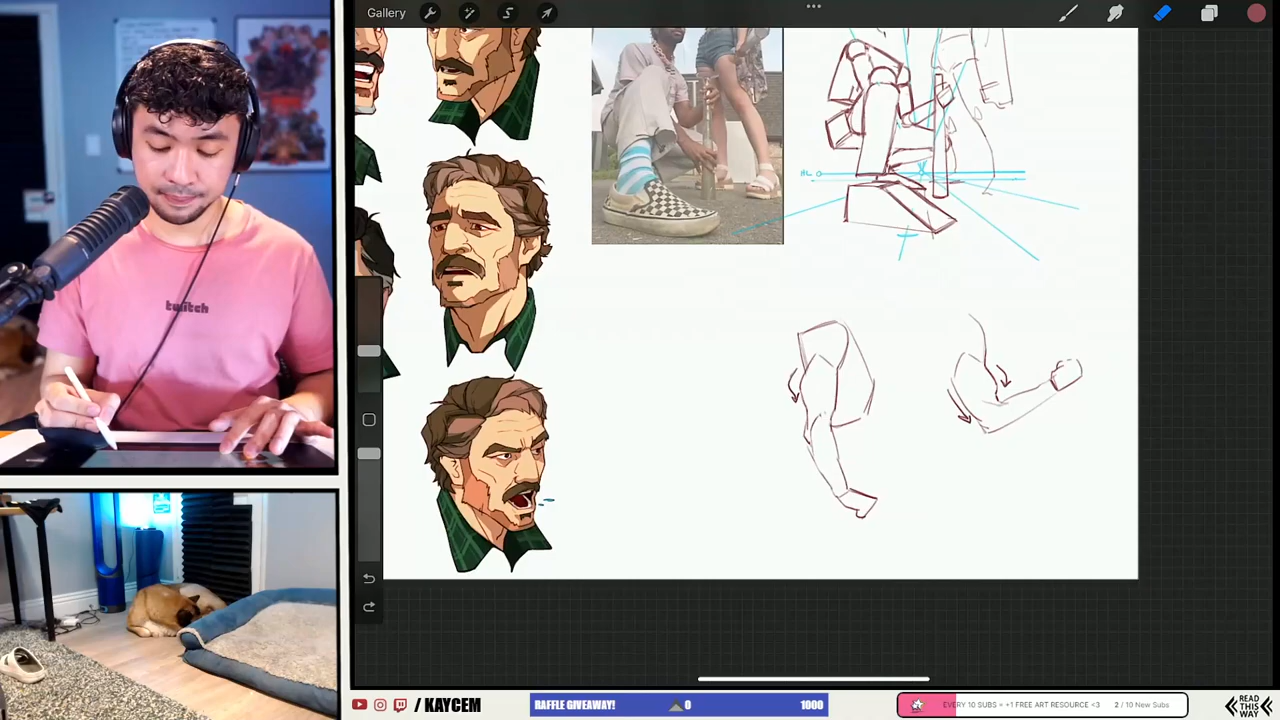 Gallery
HL
twitch
/ KAYCEM
RAFFLE GIVEAWAY!
0
1000
EVERY 10 SUBS = +1 FREE ART RESOURCE <3
2 / 10 New Subs
READ
THIS
WAY